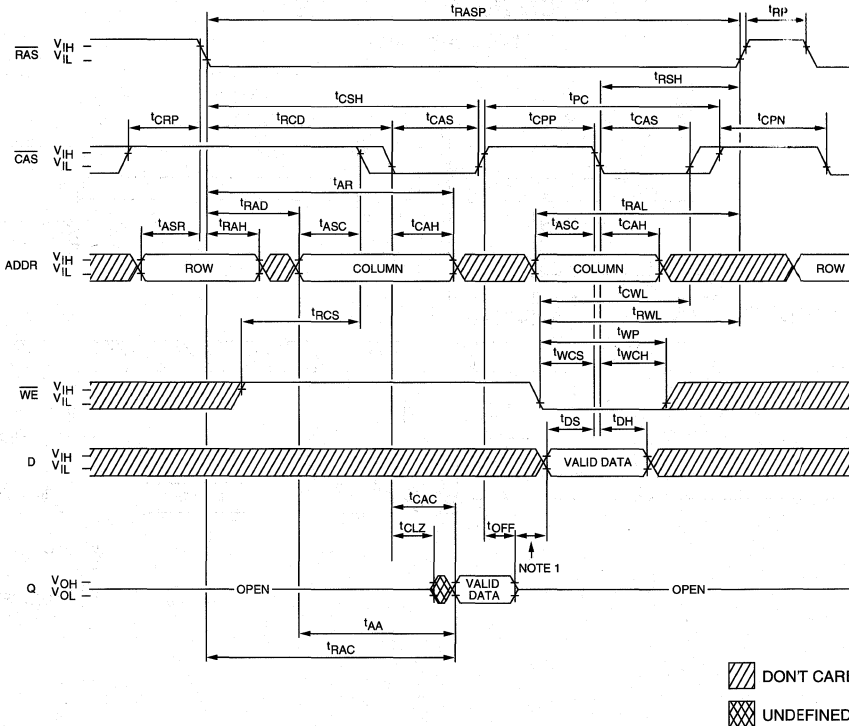 tRASP
tRP
RAS VIH VIL
tRSH
tCSH
tPC
tCRP
tRCD
tCAS
tCPP
tCAS
tCPN
CAS VIH VIL
tAR
tRAD
tRAL
tASR
tRAH
tASC
tCAH
tASC
tCAH
ADDR VIH VIL
ROW
COLUMN
COLUMN
ROW
tRCS
tCWL
tRWL
tWP
tWCS
tWCH
WE VIH VIL
tDS
tDH
D VIH VIL
VALID DATA
tCAC
tCLZ
tOFF
NOTE 1
Q VOH VOL
OPEN
VALID
DATA
OPEN
tAA
tRAC
DON'T CARE
UNDEFINED